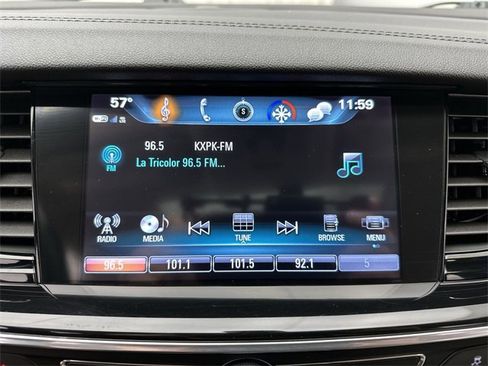 57° S 11:59
96.5 KXPK-FM
FM La Tricolor 96.5 FM...
RADIO MEDIA TUNE BROWSE MENU
96.5 101.1 101.5 92.1 5